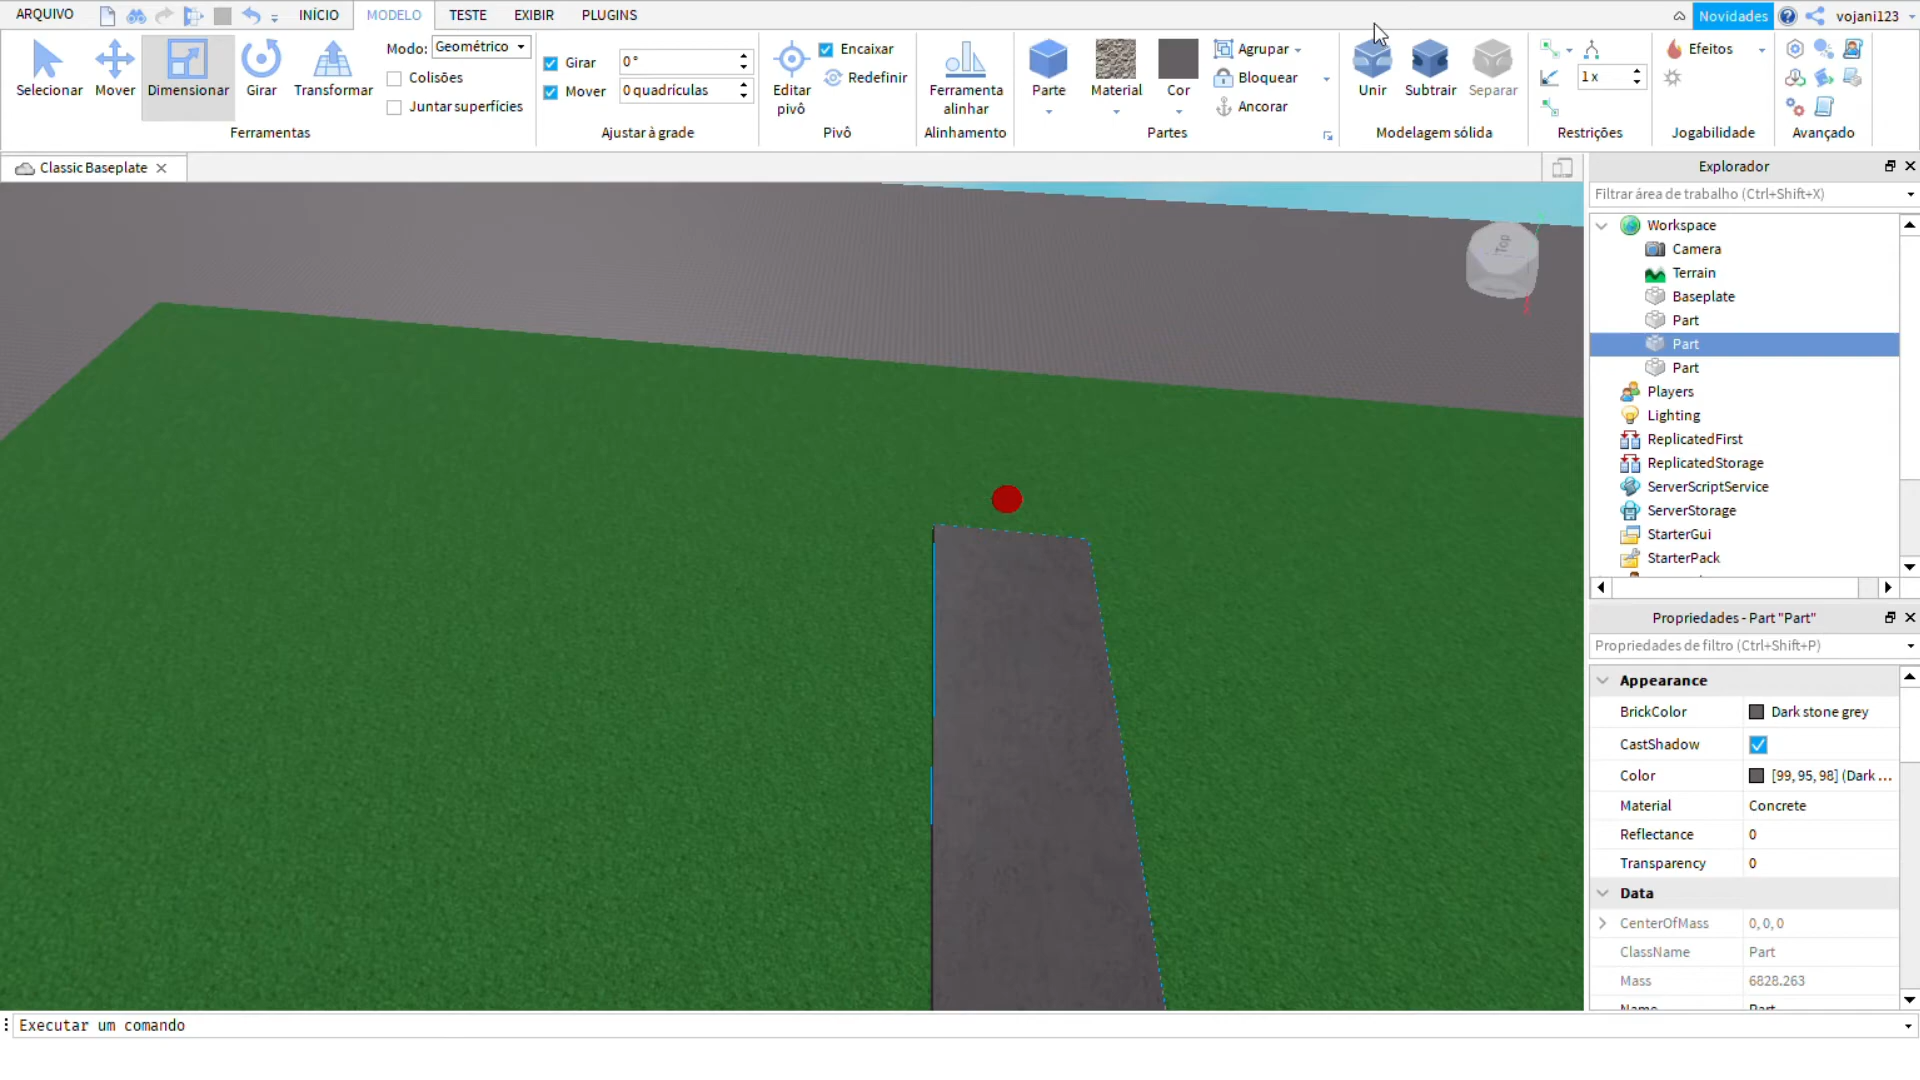 ARQUIVO INÍCIO MODELO TESTE EXIBIR PLUGINS Novidades vojani123
Selecionar Mover Dimensionar Girar Transformar
Modo: Geométrico
Colisões
Juntar superfícies
Ferramentas
Girar 0°
Mover 0 quadrículas
Ajustar à grade
Editar pivô
Encaixar
Redefinir
Pivô
Ferramenta alinhar
Alinhamento
Parte Material Cor
Agrupar
Bloquear
Ancorar
Partes
Unir Subtrair Separar
Modelagem sólida
1 x
Restrições
Efeitos
Jogabilidade
Avançado
Classic Baseplate
Top
Explorador
Filtrar área de trabalho (Ctrl+Shift+X)
Workspace
Camera
Terrain
Baseplate
Part
Part
Part
Players
Lighting
ReplicatedFirst
ReplicatedStorage
ServerScriptService
ServerStorage
StarterGui
StarterPack
Propriedades - Part "Part"
Propriedades de filtro (Ctrl+Shift+P)
Appearance
BrickColor Dark stone grey
CastShadow
Color [99, 95, 98] (Dark ...
Material Concrete
Reflectance 0
Transparency 0
Data
CenterOfMass 0, 0, 0
ClassName Part
Mass 6828.263
Name Part
Executar um comando